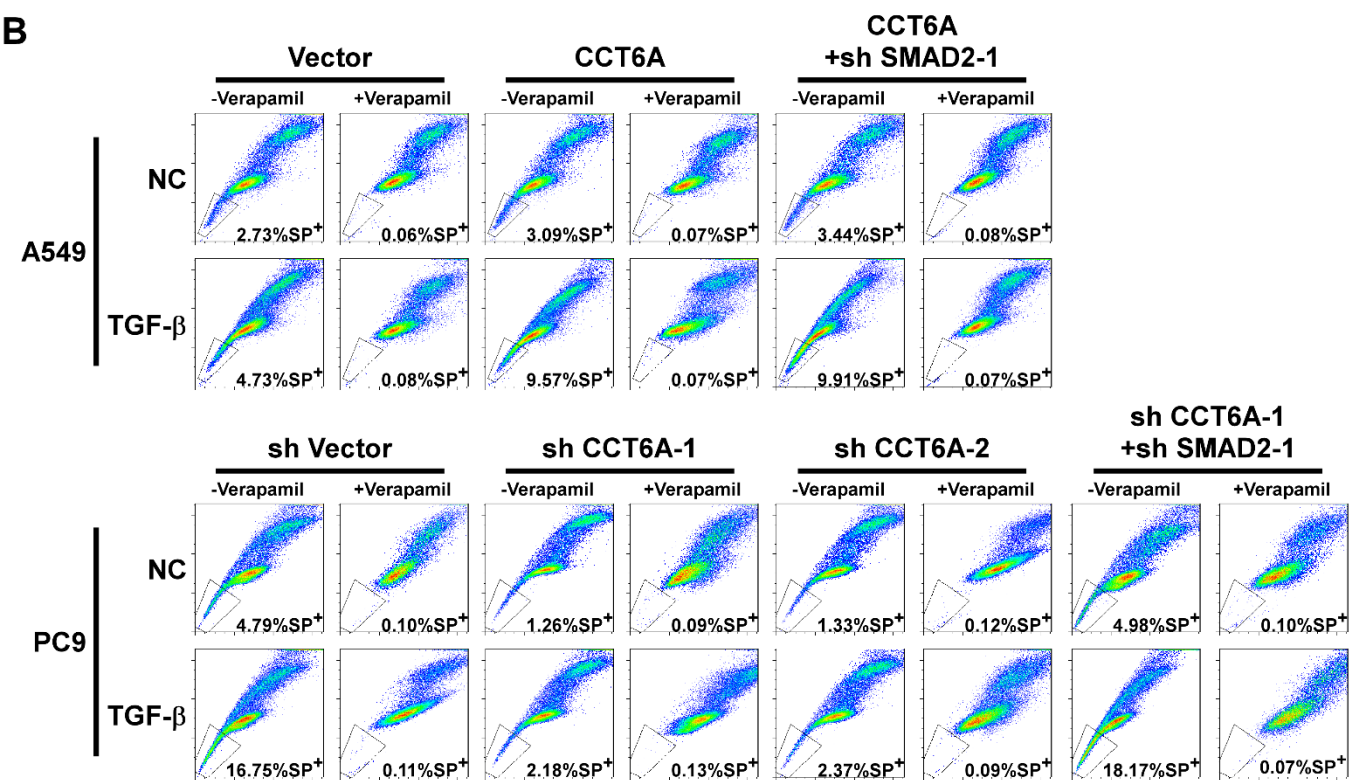 B
Vector
CCT6A
CCT6A
+sh SMAD2-1
-Verapamil +Verapamil -Verapamil +Verapamil -Verapamil +Verapamil
A549
NC
2.73%SP+ 0.06%SP+ 3.09%SP+ 0.07%SP+ 3.44%SP+ 0.08%SP+
TGF-β
4.73%SP+ 0.08%SP+ 9.57%SP+ 0.07%SP+ 9.91%SP+ 0.07%SP+
sh Vector
sh CCT6A-1
sh CCT6A-2
sh CCT6A-1
+sh SMAD2-1
-Verapamil +Verapamil -Verapamil +Verapamil -Verapamil +Verapamil -Verapamil +Verapamil
PC9
NC
4.79%SP+ 0.10%SP+ 1.26%SP+ 0.09%SP+ 1.33%SP+ 0.12%SP+ 4.98%SP+ 0.10%SP+
TGF-β
16.75%SP+ 0.11%SP+ 2.18%SP+ 0.13%SP+ 2.37%SP+ 0.09%SP+ 18.17%SP+ 0.07%SP+